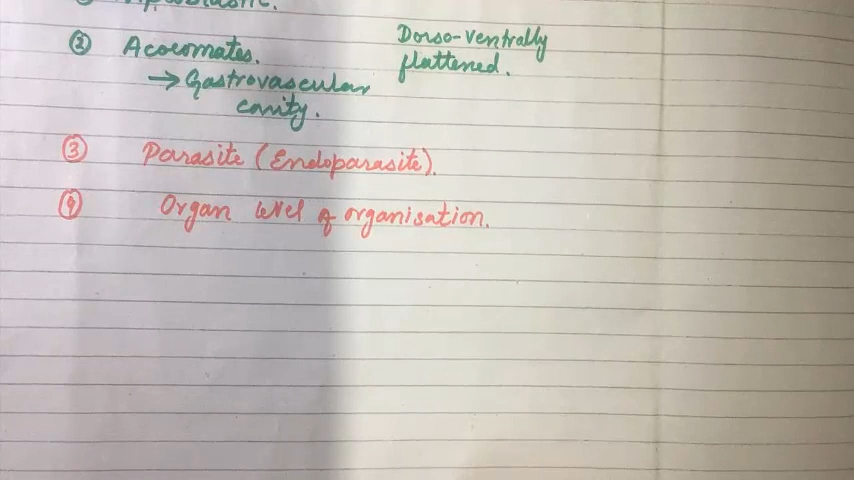 ② Acoeomates.
→ Gastrovascular
cavity.
Dorso-ventrally
flattened.
③ Parasite (Endoparasite).
④ Organ level of organisation.